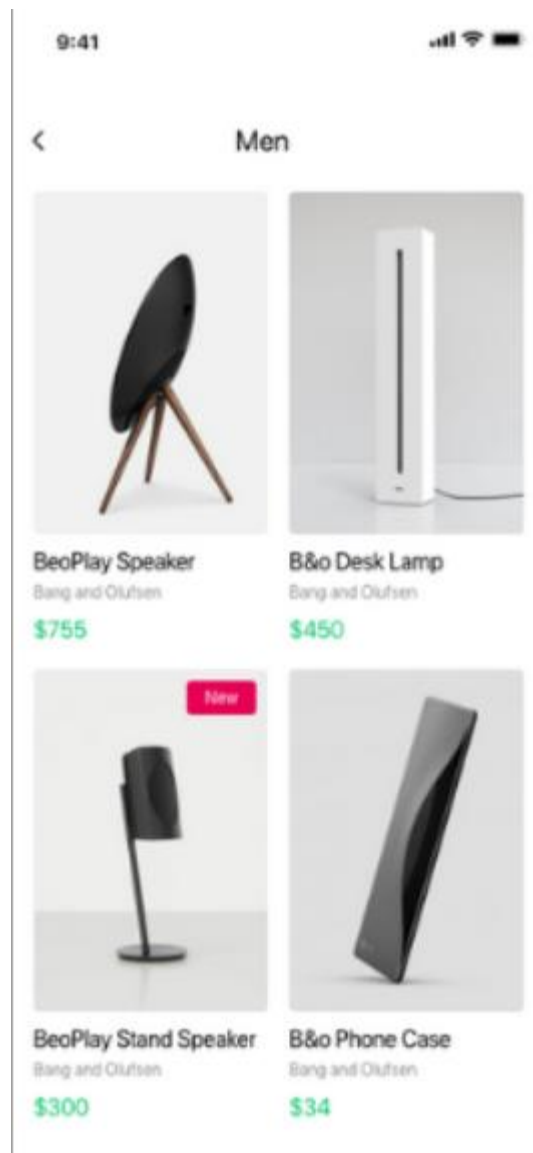 9:41
Men
BeoPlay Speaker
Bang and Olufsen
$755
B&o Desk Lamp
Bang and Olufsen
$450
New
BeoPlay Stand Speaker
Bang and Olufsen
$300
B&o Phone Case
Bang and Olufsen
$34